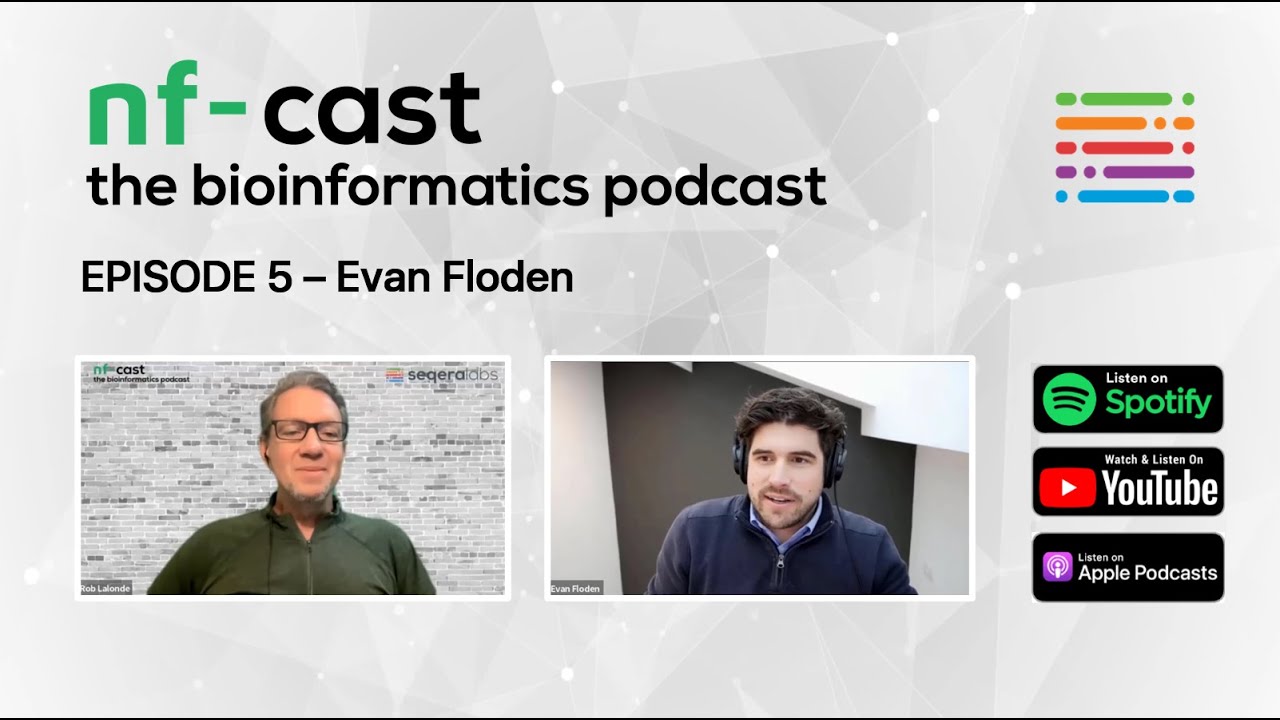 nf-cast
the bioinformatics podcast
EPISODE 5 – Evan Floden
nf-cast
the bioinformatics podcast
seqeralabs
Rob Lalonde
Evan Floden
Listen on
Spotify
Watch & Listen On
YouTube
Listen on
Apple Podcasts